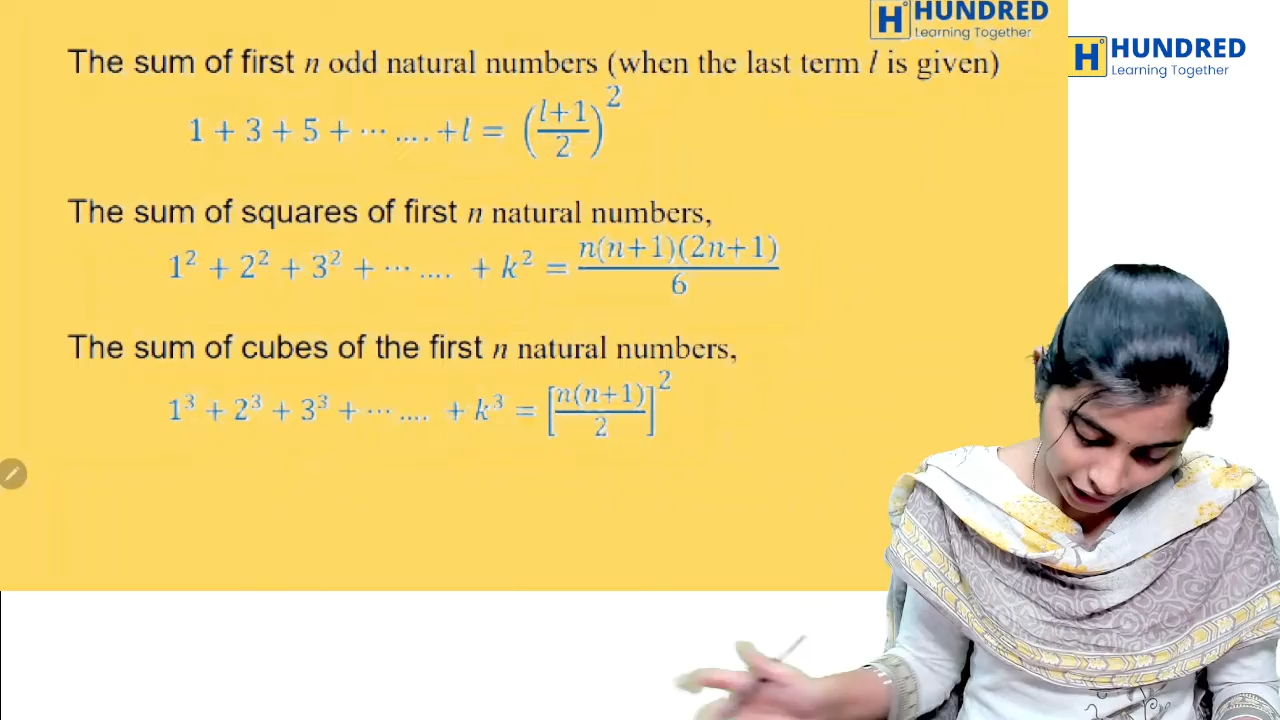 H° HUNDRED
Learning Together
H° HUNDRED
Learning Together
The sum of first n odd natural numbers (when the last term l is given)
1 + 3 + 5 + ⋯ …. +l = ((l+1)/2)²
The sum of squares of first n natural numbers,
1² + 2² + 3² + ⋯ …. + k² = n(n+1)(2n+1)/6
The sum of cubes of the first n natural numbers,
1³ + 2³ + 3³ + ⋯ …. + k³ = [n(n+1)/2]²